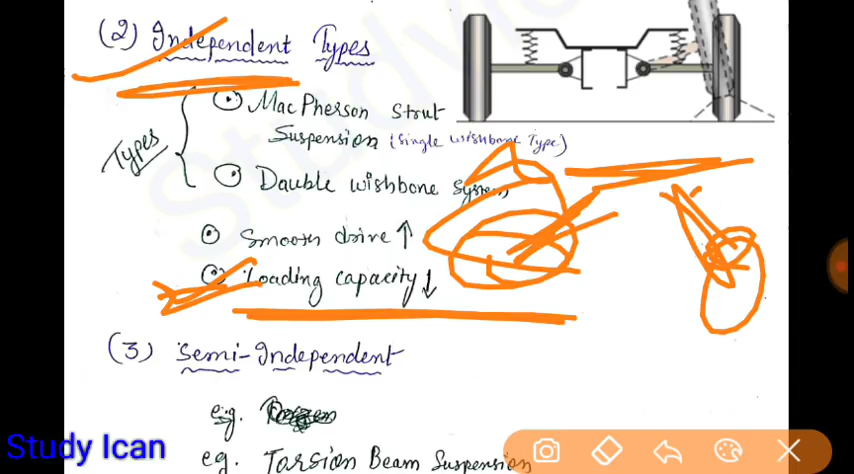 (2) Independent Types
Types
MacPherson Strut
Suspension (Single wishbone Type)
Dauble wishbone System
Smooth drive ↑
Loading capacity ↓
(3) Semi-Independent
eg.
eg. Torsion Beam Suspension
Study Ican